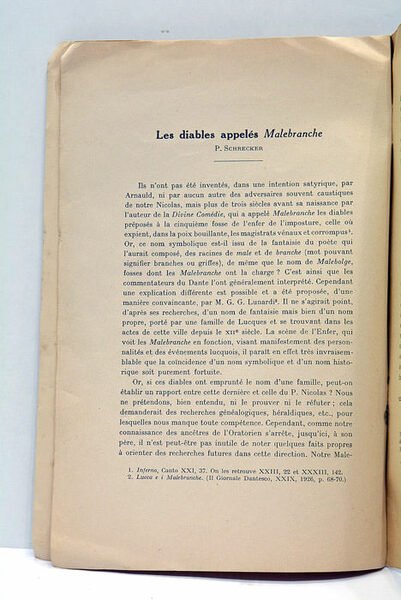 Les diables appelés Malebranche
P. Schrecker
Ils n'ont pas été inventés, dans une intention satyrique, par
Arnauld, ni par aucun autre des adversaires souvent caustiques
de notre Nicolas, mais plus de trois siècles avant sa naissance par
l'auteur de la Divine Comédie, qui a appelé Malebranche les diables
préposés à la cinquième fosse de l'enfer de l'imposture, celle où
expient, dans la poix bouillante, les magistrats vénaux et corrompus¹.
Or, ce nom symbolique est-il issu de la fantaisie du poète qui
l'aurait composé, des racines de male et de branche (mot pouvant
signifier branches ou griffes), de même que le nom de Malebolge,
fosses dont les Malebranche ont la charge ? C'est ainsi que les
commentateurs du Dante l'ont généralement interprété. Cependant
une explication différente est possible et a été proposée, d'une
manière convaincante, par M. G. G. Lunardi². Il ne s'agirait point,
d'après ses recherches, d'un nom de fantaisie mais bien d'un nom
propre, porté par une famille de Lucques et se trouvant dans les
actes de cette ville depuis le XIIᵉ siècle. La scène de l'Enfer, qui
voit les Malebranche en fonction, visant manifestement des person-
nalités et des événements lucquois, il paraît en effet très invraisem-
blable que la coïncidence d'un nom symbolique et d'un nom histo-
rique soit purement fortuite.
Or, si ces diables ont emprunté le nom d'une famille, peut-on
établir un rapport entre cette dernière et celle du P. Nicolas ? Nous
ne prétendons, bien entendu, ni le prouver ni le réfuter ; cela
demanderait des recherches généalogiques, héraldiques, etc., pour
lesquelles nous manque toute compétence. Cependant, comme notre
connaissance des ancêtres de l'Oratorien s'arrête, jusqu'ici, à son
père, il n'est peut-être pas inutile de noter quelques faits propres
à orienter des recherches futures dans cette direction. Notre Male-
1. Inferno, Canto XXI, 37. On les retrouve XXIII, 22 et XXXIII, 142.
2. Lucca e i Malebranche. (Il Giornale Dantesco, XXIX, 1926, p. 68-70.)